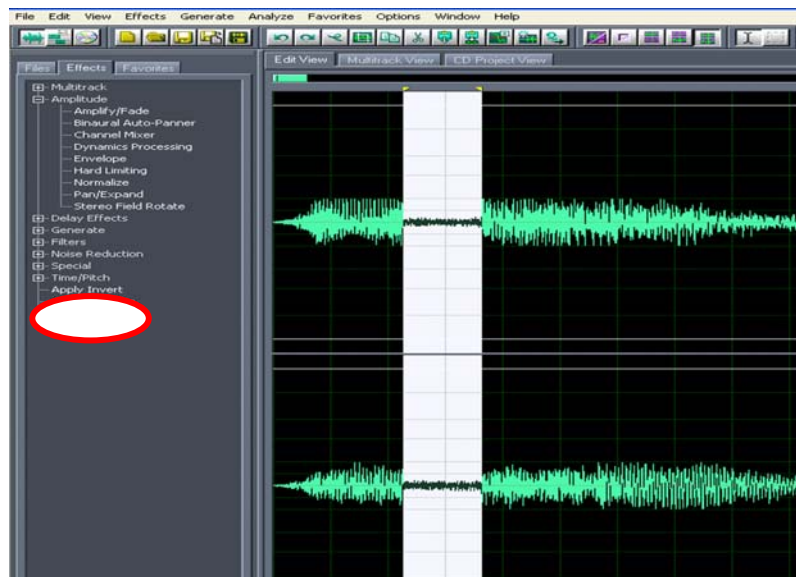 File Edit View Effects Generate Analyze Favorites Options Window Help
Edit View Multitrack View CD Project View
Files Effects Favorites
Multitrack
Amplitude
Amplify/Fade
Binaural Auto-Panner
Channel Mixer
Dynamics Processing
Envelope
Hard Limiting
Normalize
Pan/Expand
Stereo Field Rotate
Delay Effects
Generate
Filters
Noise Reduction
Special
Time/Pitch
Apply Invert